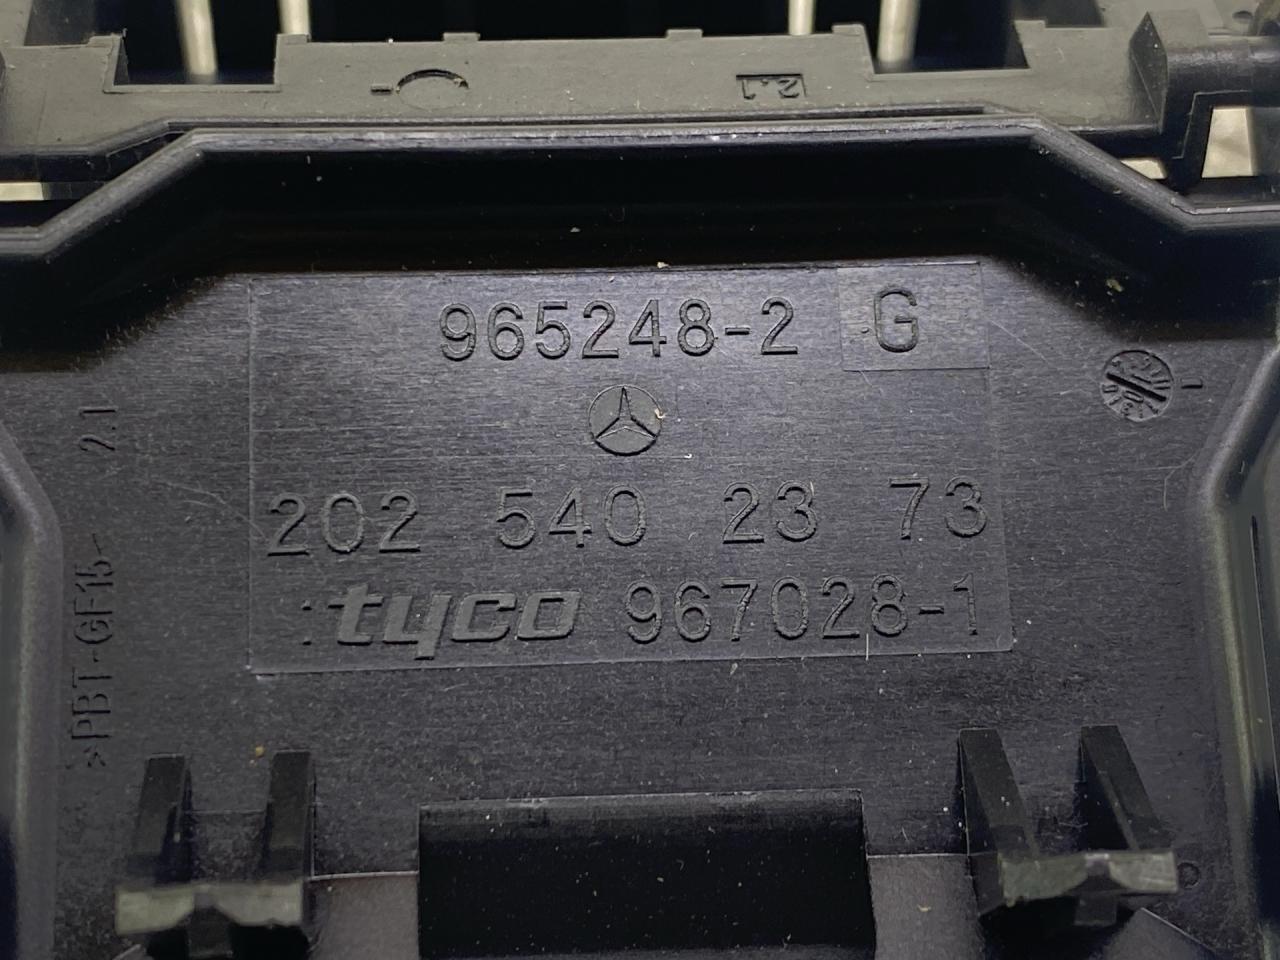 2.1
965248-2 G
202 540 23 73
tyco 967028-1
>PBT-GF15- 2.1